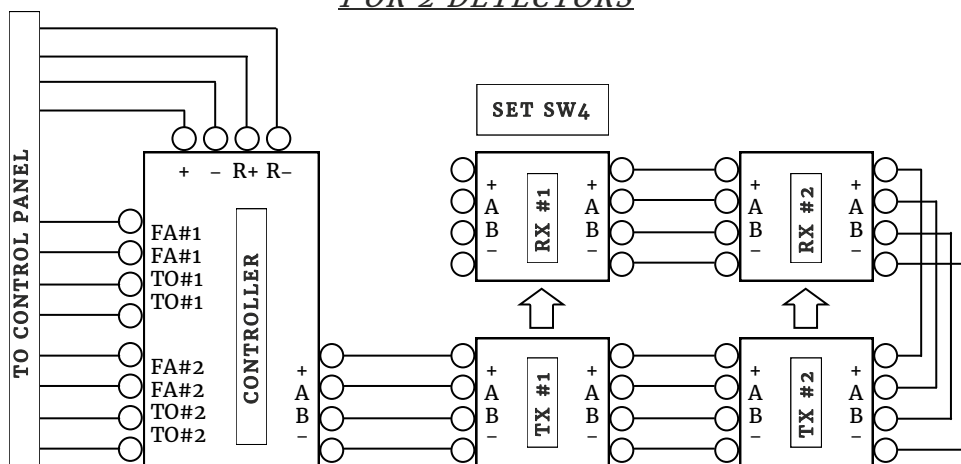 FOR 2 DETECTORS
TO CONTROL PANEL
+ – R+ R–
FA#1
FA#1
TO#1
TO#1
FA#2
FA#2
TO#2
TO#2
CONTROLLER
+
A
B
–
SET SW4
+
A
B
–
RX #1
+
A
B
–
+
A
B
–
RX #2
+
A
B
–
+
A
B
–
TX #1
+
A
B
–
+
A
B
–
TX #2
+
A
B
–